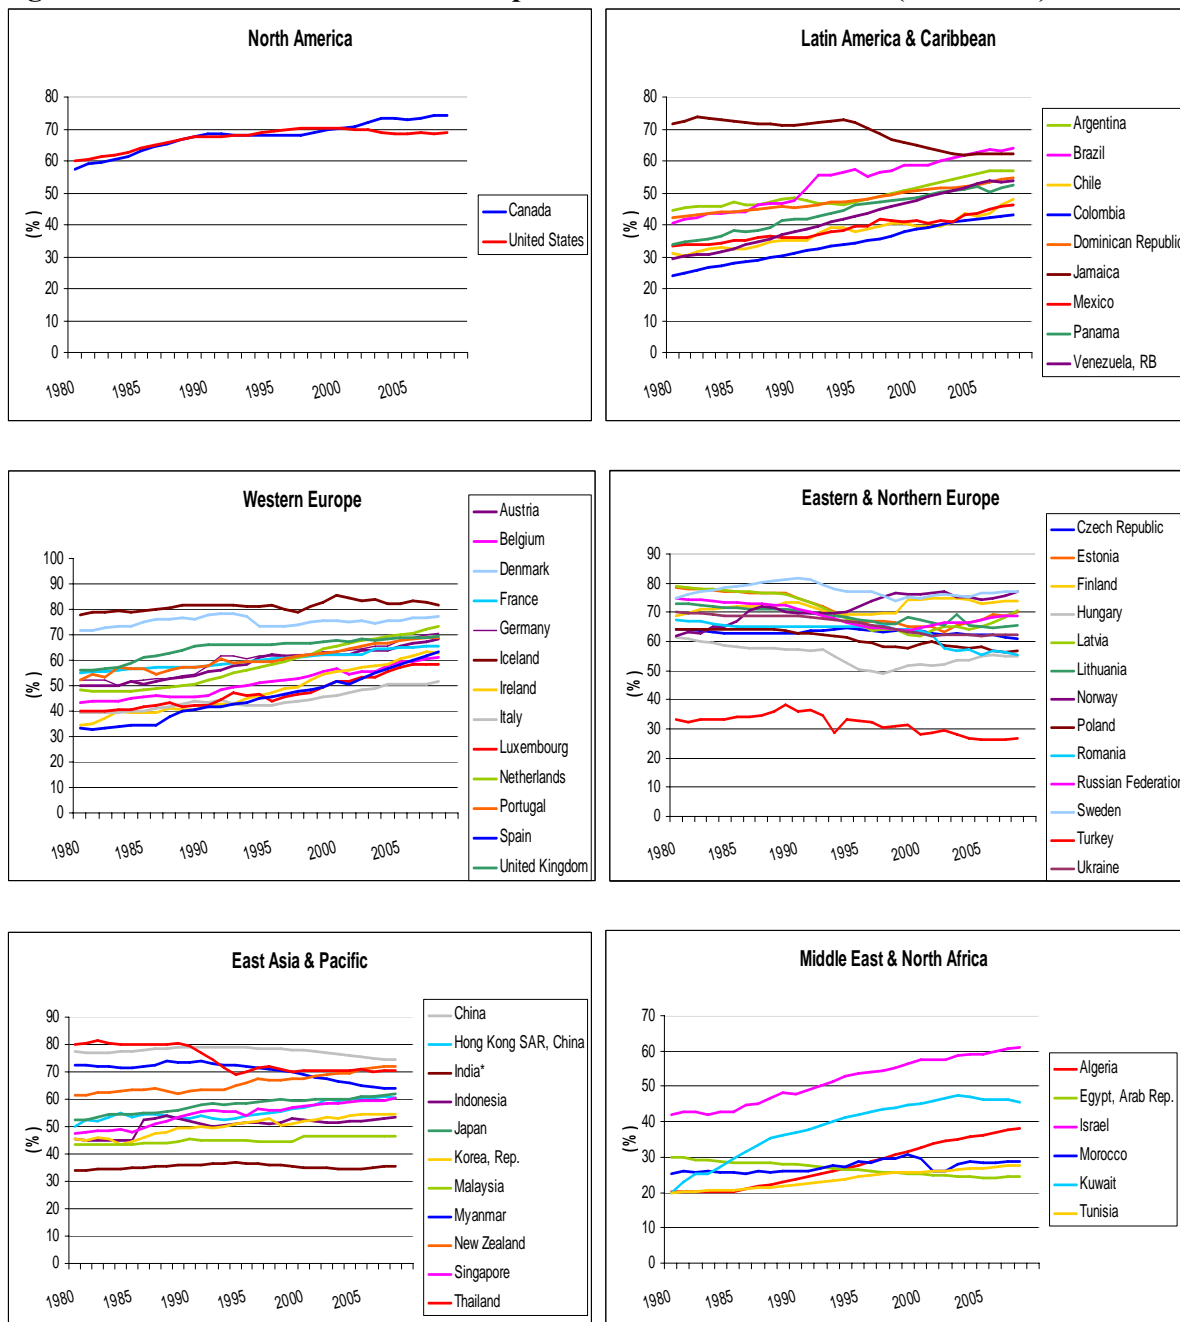 North America
80
70
60
50
40
30
20
10
0
(% )
1980
1985
1990
1995
2000
2005
Canada
United States
Latin America & Caribbean
80
70
60
50
40
30
20
10
0
(% )
1980
1985
1990
1995
2000
2005
Argentina
Brazil
Chile
Colombia
Dominican Republic
Jamaica
Mexico
Panama
Venezuela, RB
Western Europe
100
90
80
70
60
50
40
30
20
10
0
(% )
1980
1985
1990
1995
2000
2005
Austria
Belgium
Denmark
France
Germany
Iceland
Ireland
Italy
Luxembourg
Netherlands
Portugal
Spain
United Kingdom
Eastern & Northern Europe
90
80
70
60
50
40
30
20
10
0
(% )
1980
1985
1990
1995
2000
2005
Czech Republic
Estonia
Finland
Hungary
Latvia
Lithuania
Norway
Poland
Romania
Russian Federation
Sweden
Turkey
Ukraine
East Asia & Pacific
90
80
70
60
50
40
30
20
10
0
(% )
1980
1985
1990
1995
2000
2005
China
Hong Kong SAR, China
India*
Indonesia
Japan
Korea, Rep.
Malaysia
Myanmar
New Zealand
Singapore
Thailand
Middle East & North Africa
70
60
50
40
30
20
10
0
(% )
1980
1985
1990
1995
2000
2005
Algeria
Egypt, Arab Rep.
Israel
Morocco
Kuwait
Tunisia